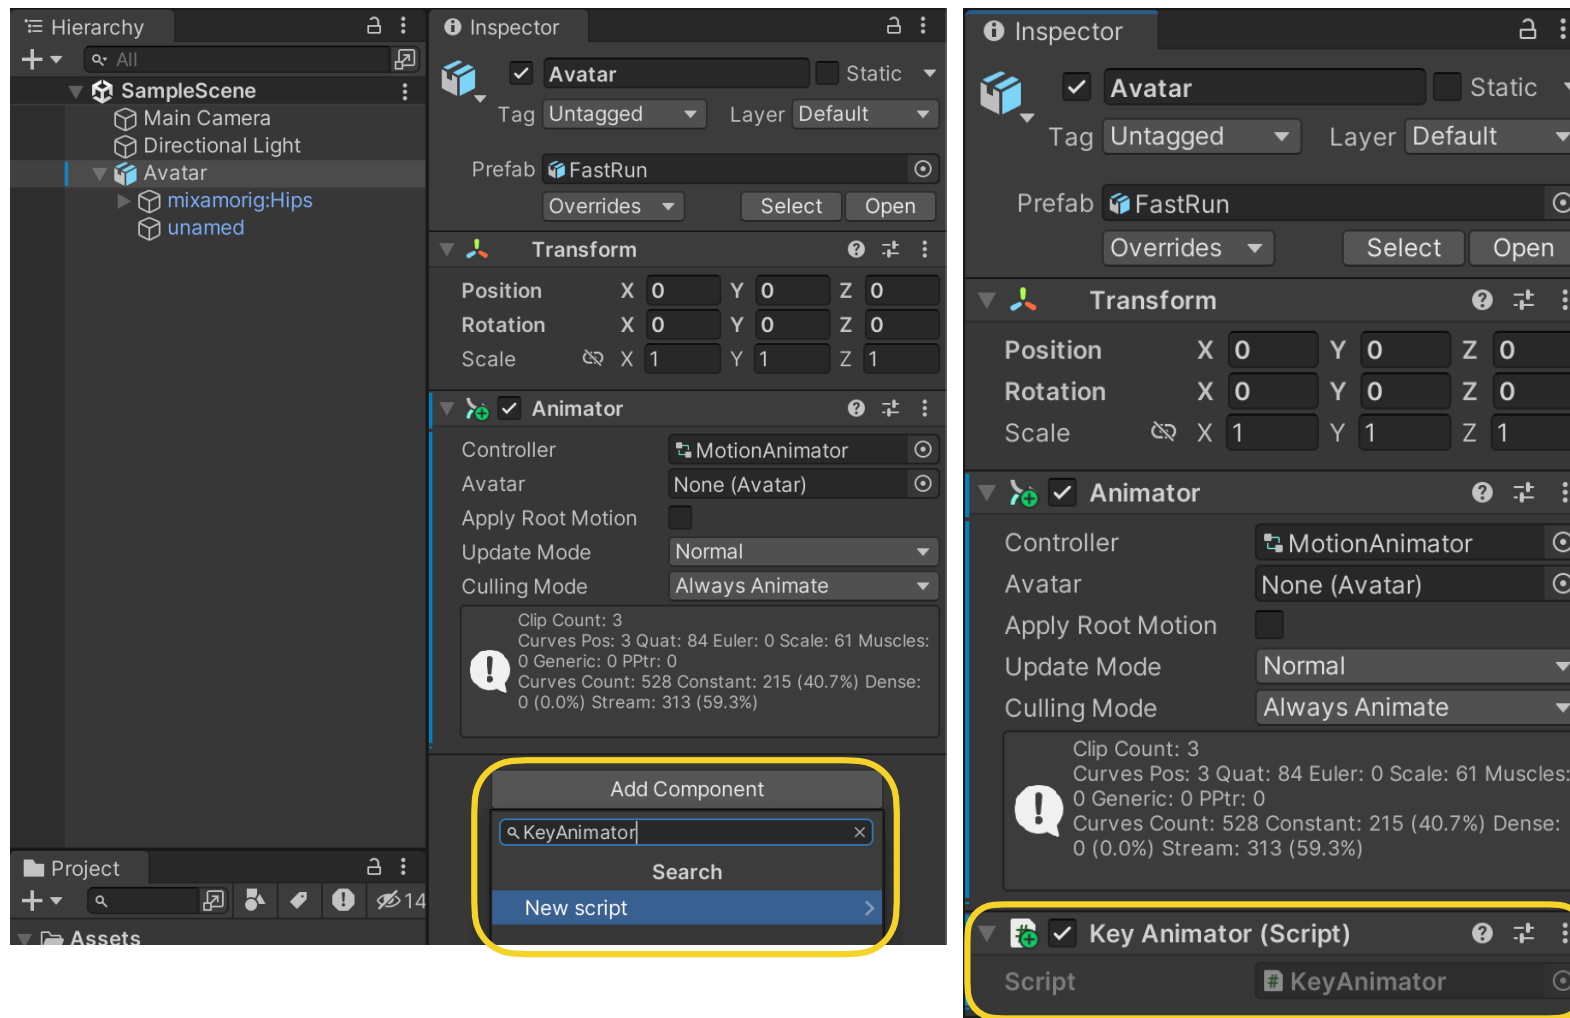 Hierarchy
All
SampleScene
Main Camera
Directional Light
Avatar
mixamorig:Hips
unamed
Project
14
Assets
Inspector
Avatar
Static
Tag Untagged Layer Default
Prefab FastRun
Overrides Select Open
Transform
Position X 0 Y 0 Z 0
Rotation X 0 Y 0 Z 0
Scale X 1 Y 1 Z 1
Animator
Controller MotionAnimator
Avatar None (Avatar)
Apply Root Motion
Update Mode Normal
Culling Mode Always Animate
Clip Count: 3
Curves Pos: 3 Quat: 84 Euler: 0 Scale: 61 Muscles:
0 Generic: 0 PPtr: 0
Curves Count: 528 Constant: 215 (40.7%) Dense:
0 (0.0%) Stream: 313 (59.3%)
Add Component
KeyAnimator
Search
New script
Inspector
Avatar
Static
Tag Untagged Layer Default
Prefab FastRun
Overrides Select Open
Transform
Position X 0 Y 0 Z 0
Rotation X 0 Y 0 Z 0
Scale X 1 Y 1 Z 1
Animator
Controller MotionAnimator
Avatar None (Avatar)
Apply Root Motion
Update Mode Normal
Culling Mode Always Animate
Clip Count: 3
Curves Pos: 3 Quat: 84 Euler: 0 Scale: 61 Muscles:
0 Generic: 0 PPtr: 0
Curves Count: 528 Constant: 215 (40.7%) Dense:
0 (0.0%) Stream: 313 (59.3%)
Key Animator (Script)
Script KeyAnimator